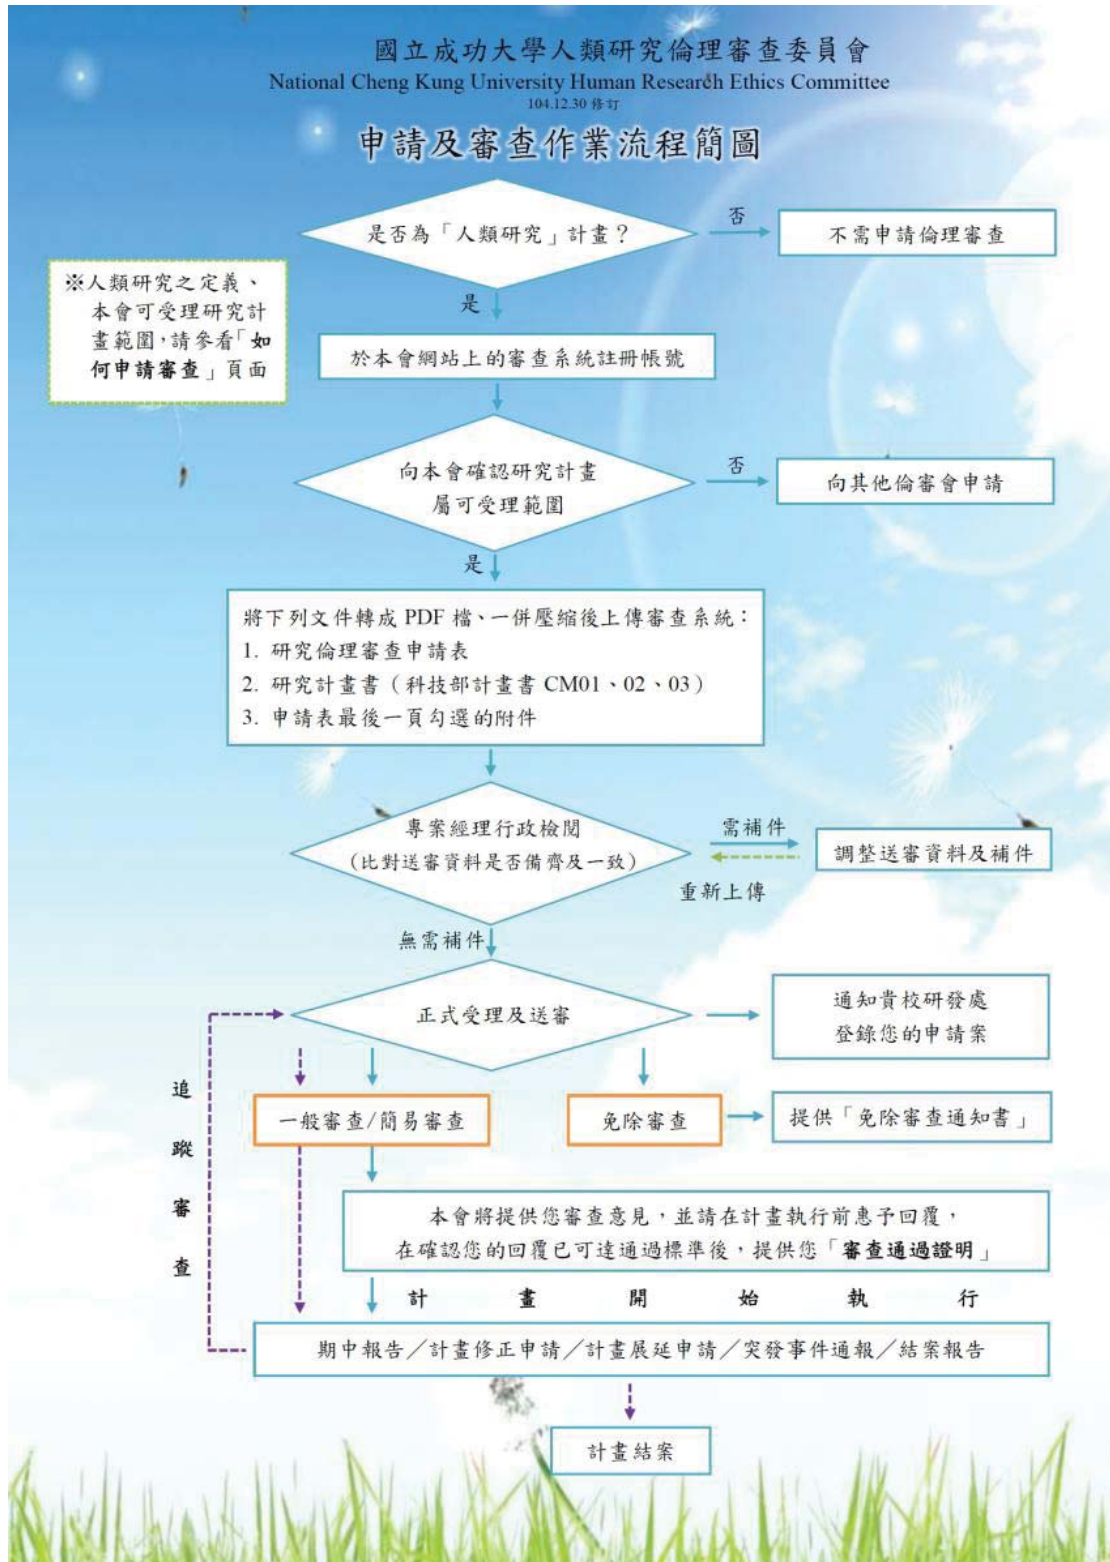 國立成功大學人類研究倫理審查委員會
National Cheng Kung University Human Research Ethics Committee
104.12.30 修訂
申請及審查作業流程簡圖
是否為「人類研究」計畫？
否
不需申請倫理審查
※人類研究之定義、
本會可受理研究計
畫範圍，請參看「如
何申請審查」頁面
是
於本會網站上的審查系統註冊帳號
向本會確認研究計畫
屬可受理範圍
否
向其他倫審會申請
是
將下列文件轉成 PDF 檔、一併壓縮後上傳審查系統：
1. 研究倫理審查申請表
2. 研究計畫書（科技部計畫書 CM01、02、03）
3. 申請表最後一頁勾選的附件
專案經理行政檢閱
(比對送審資料是否備齊及一致)
需補件
調整送審資料及補件
重新上傳
無需補件
正式受理及送審
通知貴校研發處
登錄您的申請案
追蹤審查
一般審查/簡易審查
免除審查
提供「免除審查通知書」
本會將提供您審查意見，並請在計畫執行前惠予回覆，
在確認您的回覆已可達通過標準後，提供您「審查通過證明」
計畫開始執行
期中報告／計畫修正申請／計畫展延申請／突發事件通報／結案報告
計畫結案